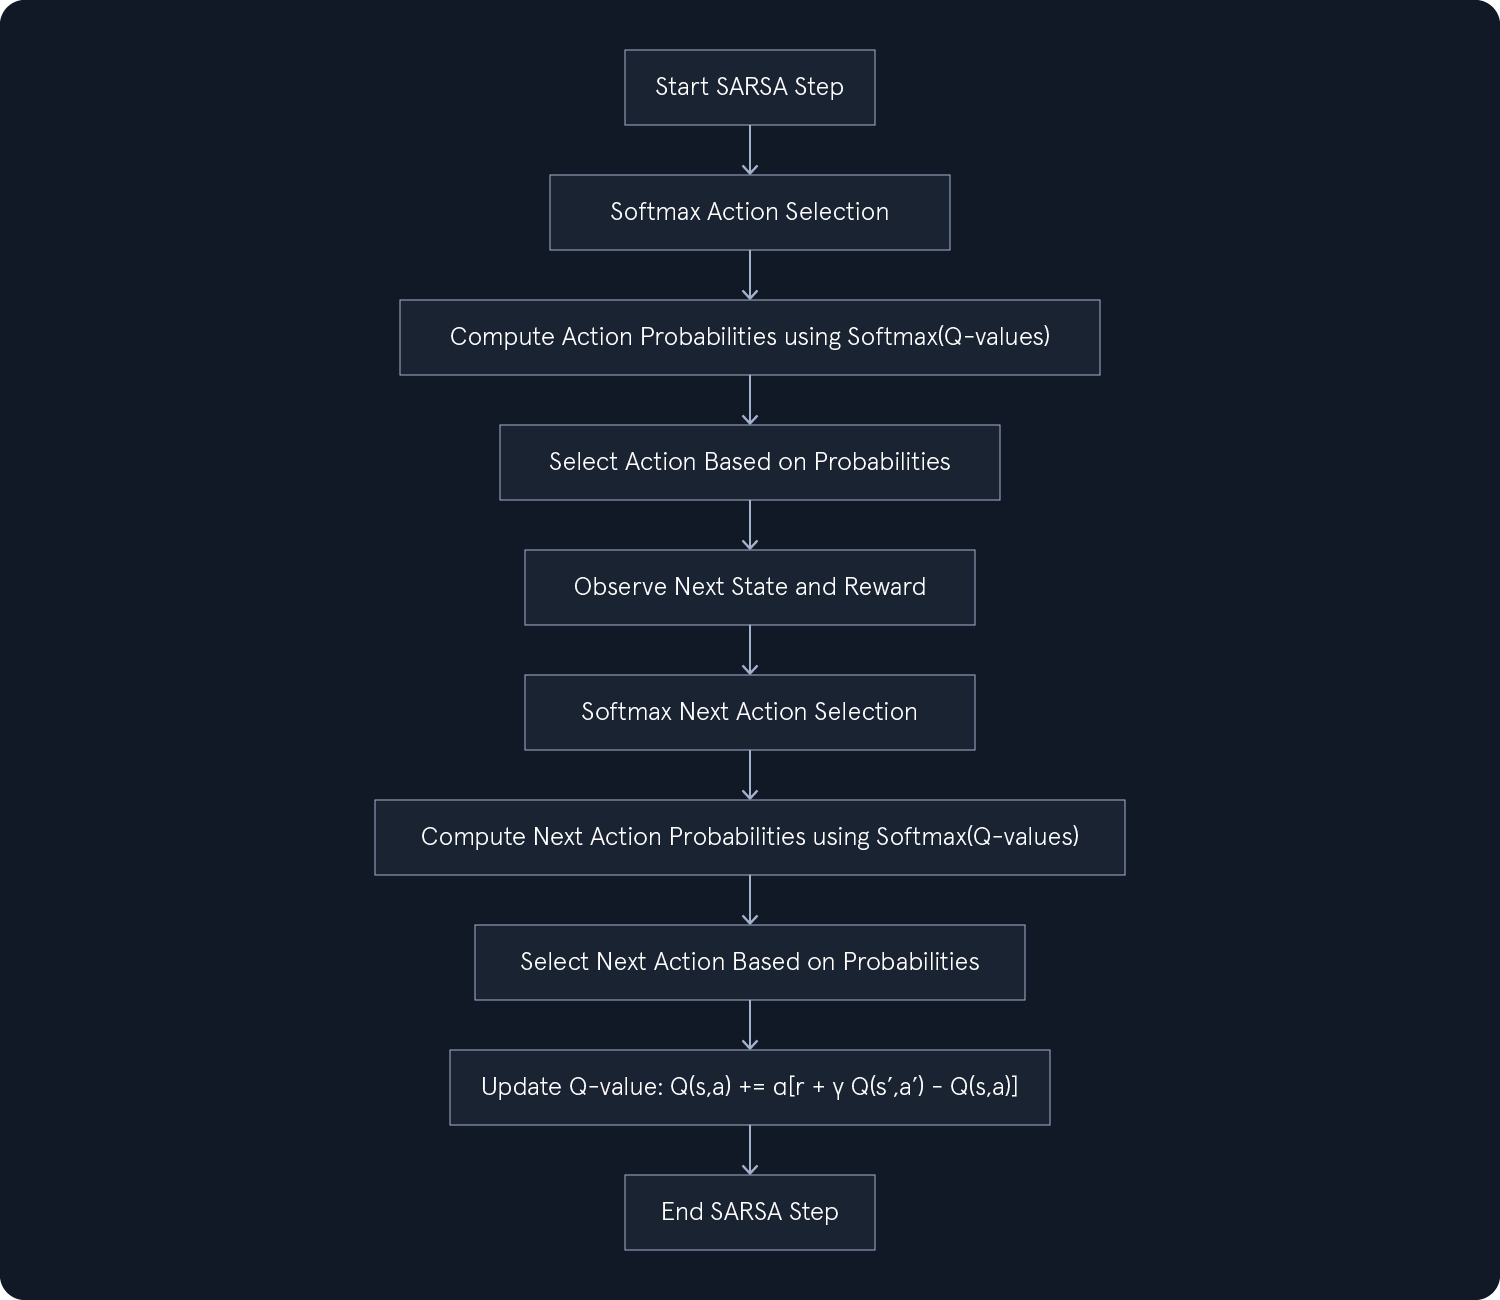 Start SARSA Step
Softmax Action Selection
Compute Action Probabilities using Softmax(Q-values)
Select Action Based on Probabilities
Observe Next State and Reward
Softmax Next Action Selection
Compute Next Action Probabilities using Softmax(Q-values)
Select Next Action Based on Probabilities
Update Q-value: Q(s,a) += α[r + γ Q(s’,a’) - Q(s,a)]
End SARSA Step